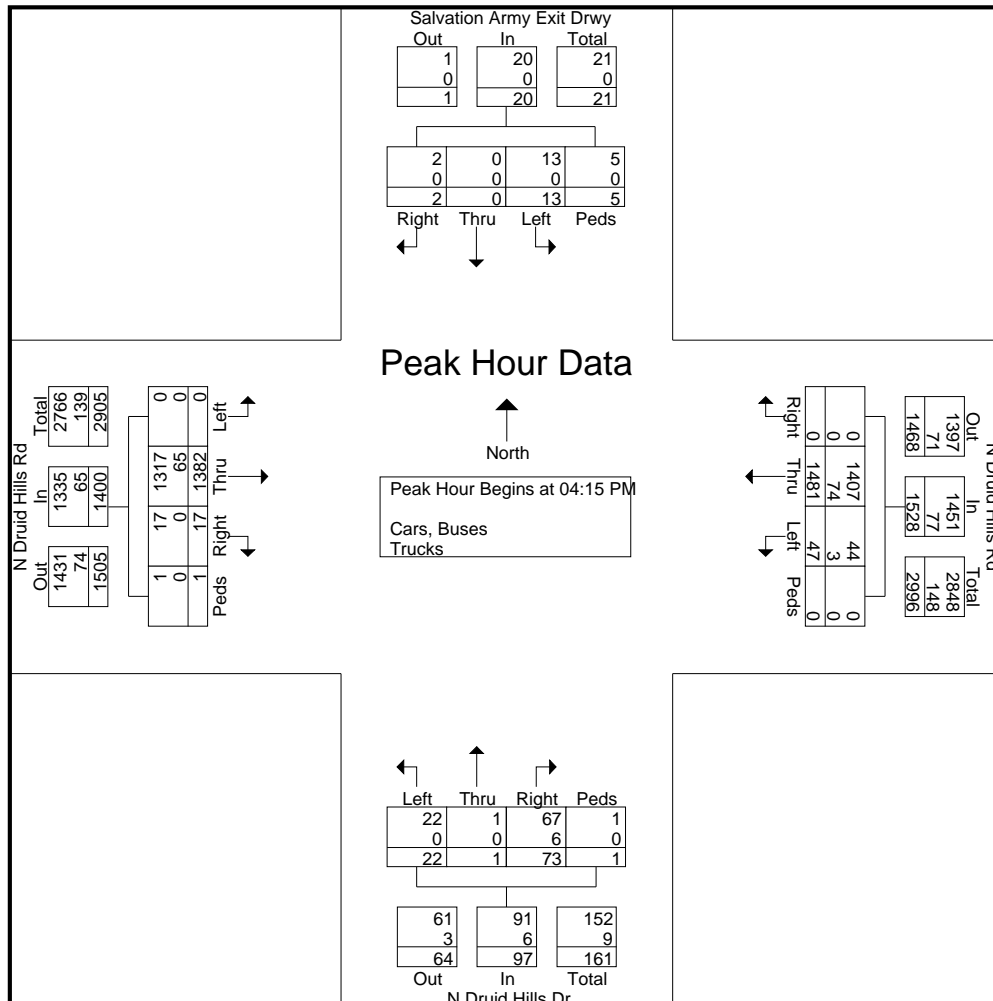 Salvation Army Exit Drwy
Out In Total
1 20 21
0 0 0
1 20 21
2 0 13 5
0 0 0 0
2 0 13 5
Right Thru Left Peds
Peak Hour Data
North
Peak Hour Begins at 04:15 PM
Cars, Buses
Trucks
N Druid Hills Rd
Total In Out
2766 1335 1431
139 65 74
2905 1400 1505
0 1317 17 1
0 65 0 0
0 1382 17 1
Left Thru Right Peds
N Druid Hills Rd
Out In Total
1397 1451 2848
71 77 148
1468 1528 2996
0 1407 44 0
0 74 3 0
0 1481 47 0
Right Thru Left Peds
Left Thru Right Peds
22 1 67 1
0 0 6 0
22 1 73 1
61 91 152
3 6 9
64 97 161
Out In Total
N Druid Hills Dr